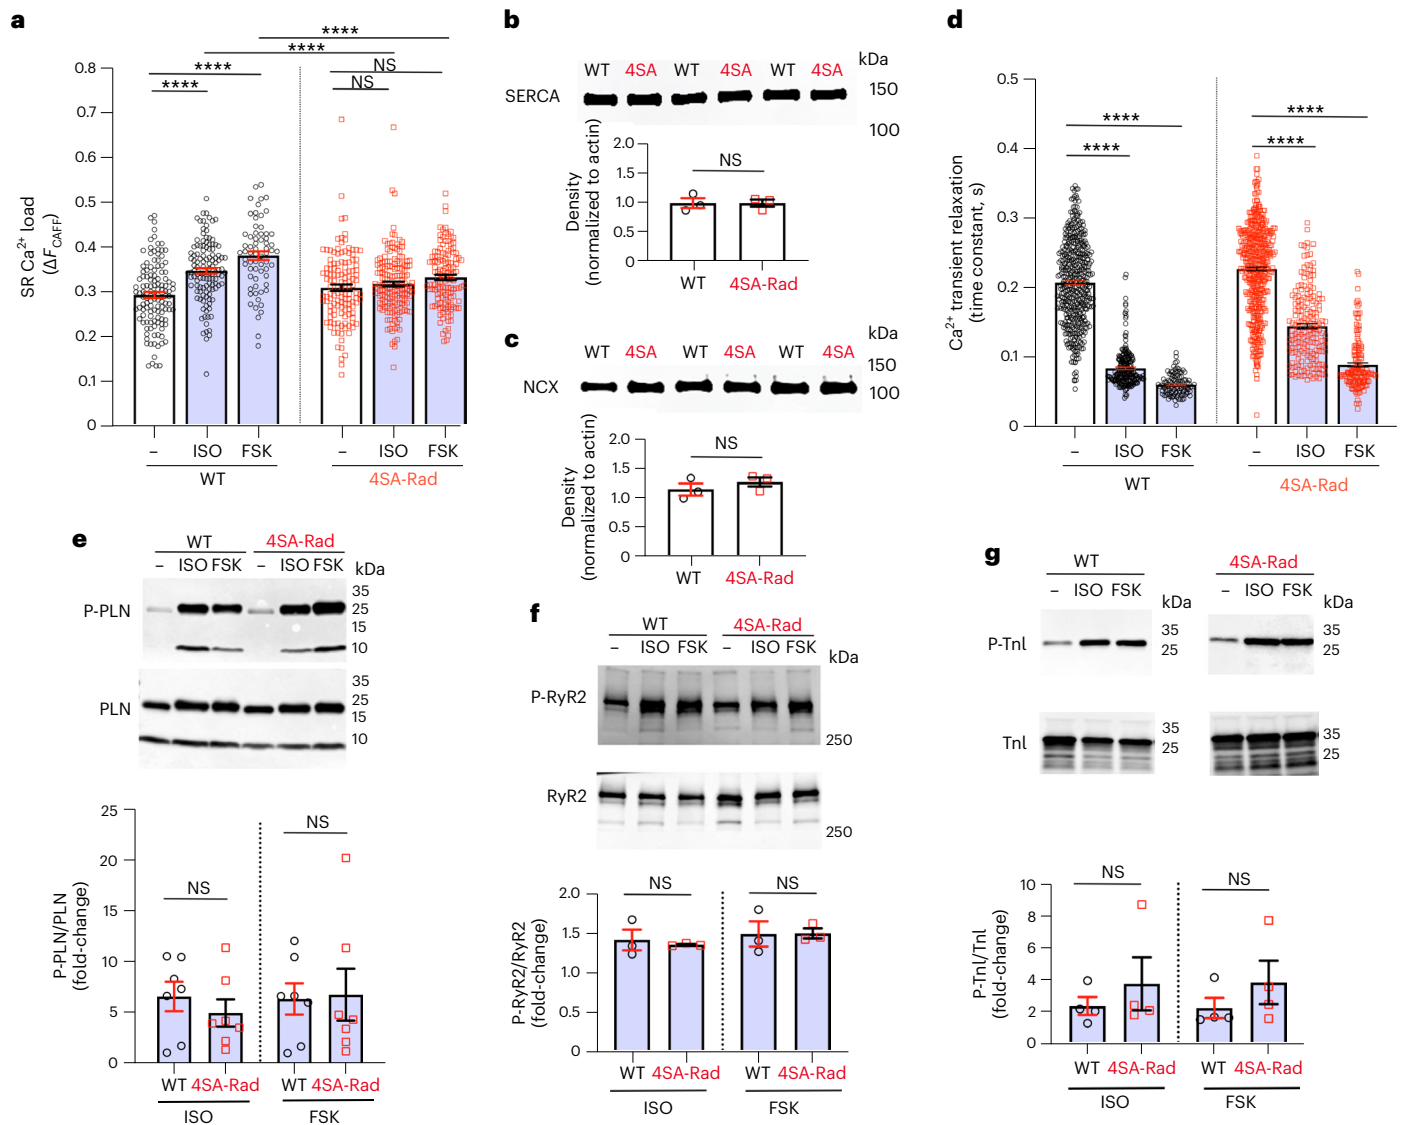 a
****
****
****
****
NS
NS
0.8
0.7
0.6
0.5
0.4
0.3
0.2
0.1
0
SR Ca2+ load
(ΔFCAFF)
– ISO FSK – ISO FSK
WT 4SA-Rad
b
WT 4SA WT 4SA WT 4SA kDa
SERCA
150
100
NS
2.0
1.5
1.0
0.5
0
Density
(normalized to actin)
WT 4SA-Rad
c
WT 4SA WT 4SA WT 4SA kDa
NCX
150
100
NS
2.0
1.5
1.0
0.5
0
Density
(normalized to actin)
WT 4SA-Rad
d
****
****
****
****
0.5
0.4
0.3
0.2
0.1
0
Ca2+ transient relaxation
(time constant, s)
– ISO FSK – ISO FSK
WT 4SA-Rad
e
WT 4SA-Rad
– ISO FSK – ISO FSK kDa
P-PLN
35
25
15
10
PLN
35
25
15
10
NS
NS
25
20
15
10
5
0
P-PLN/PLN
(fold-change)
WT 4SA-Rad WT 4SA-Rad
ISO FSK
f
WT 4SA-Rad
– ISO FSK – ISO FSK kDa
P-RyR2
250
RyR2
250
NS NS
2.0
1.5
1.0
0.5
0
P-RyR2/RyR2
(fold-change)
WT 4SA-Rad WT 4SA-Rad
ISO FSK
g
WT 4SA-Rad
– ISO FSK kDa – ISO FSK kDa
P-TnI
35
25
35
25
TnI
35
25
35
25
NS NS
10
8
6
4
2
0
P-TnI/TnI
(fold-change)
WT 4SA-Rad WT 4SA-Rad
ISO FSK